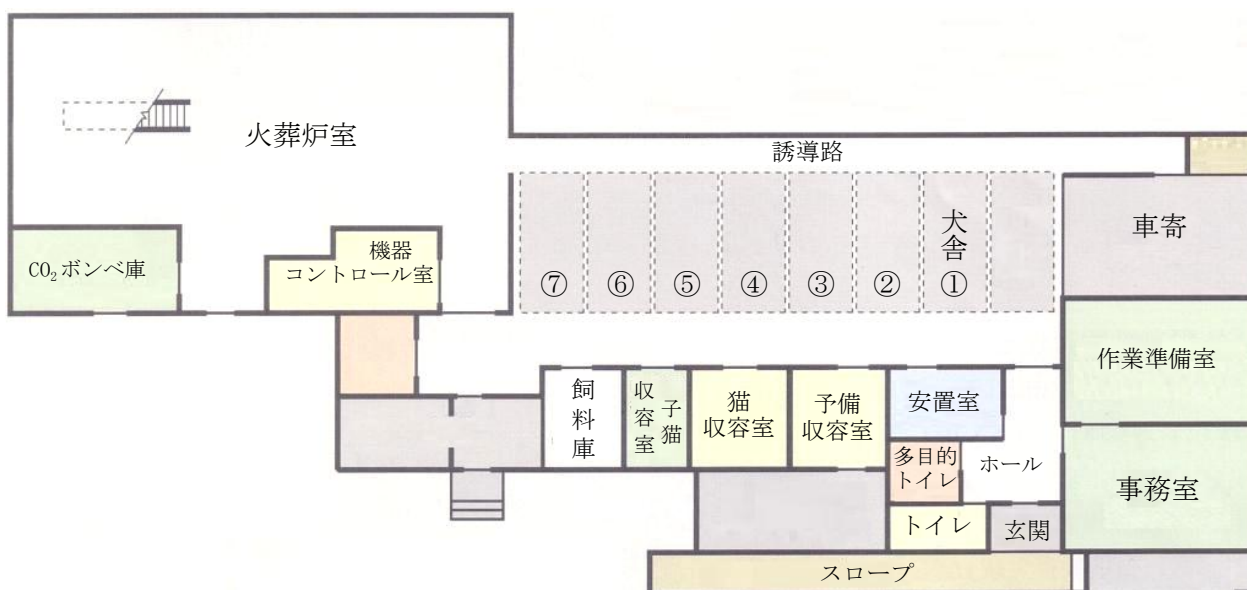 火葬炉室
誘導路
車寄
犬舎
①
②
③
④
⑤
⑥
⑦
機器
コントロール室
CO₂ボンベ庫
作業準備室
飼料庫
子猫
収容室
猫
収容室
予備
収容室
安置室
多目的
トイレ
ホール
事務室
トイレ
玄関
スロープ